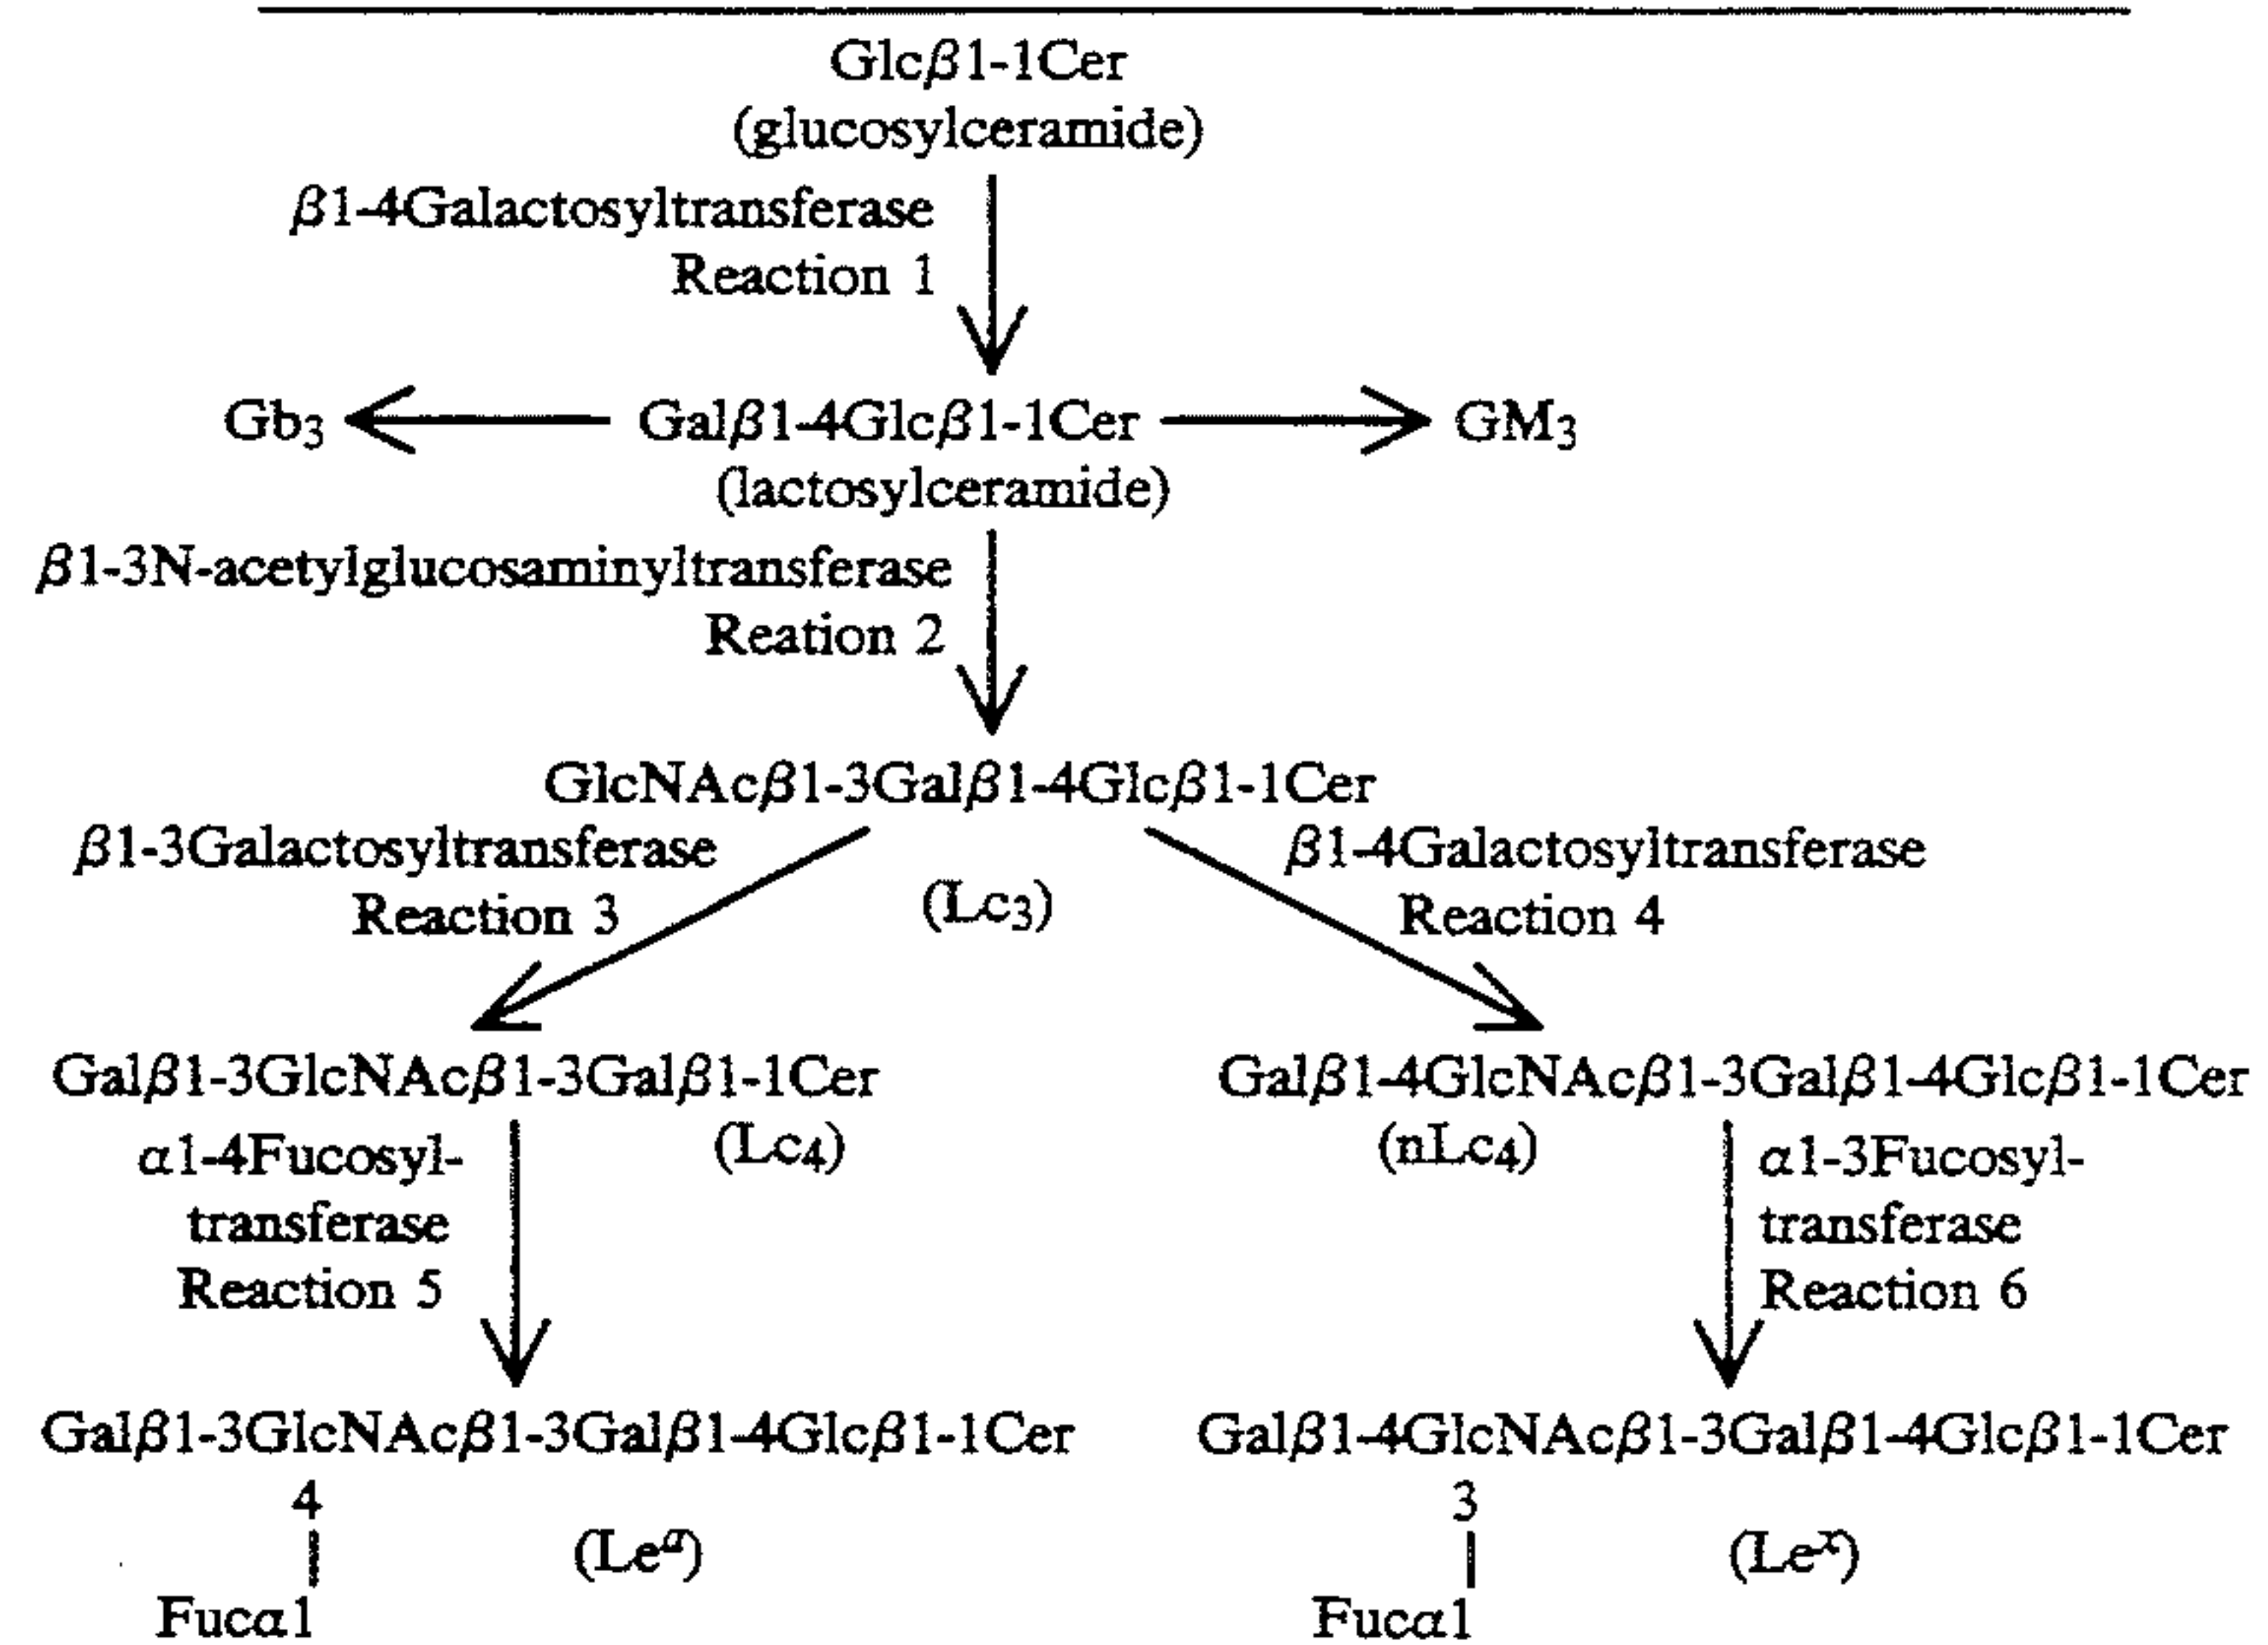 Glcβ1-1Cer
(glucosylceramide)
β1-4Galactosyltransferase
Reaction 1
Gb3
Galβ1-4Glcβ1-1Cer
GM3
(lactosylceramide)
β1-3N-acetylglucosaminyltransferase
Reation 2
GlcNAcβ1-3Galβ1-4Glcβ1-1Cer
β1-3Galactosyltransferase
Reaction 3
(Lc3)
β1-4Galactosyltransferase
Reaction 4
Galβ1-3GlcNAcβ1-3Galβ1-1Cer
(Lc4)
Galβ1-4GlcNAcβ1-3Galβ1-4Glcβ1-1Cer
(nLc4)
α1-4Fucosyl-
transferase
Reaction 5
α1-3Fucosyl-
transferase
Reaction 6
Galβ1-3GlcNAcβ1-3Galβ1-4Glcβ1-1Cer
4
(Leᵃ)
Fucα1
Galβ1-4GlcNAcβ1-3Galβ1-4Glcβ1-1Cer
3
(Leˣ)
Fucα1